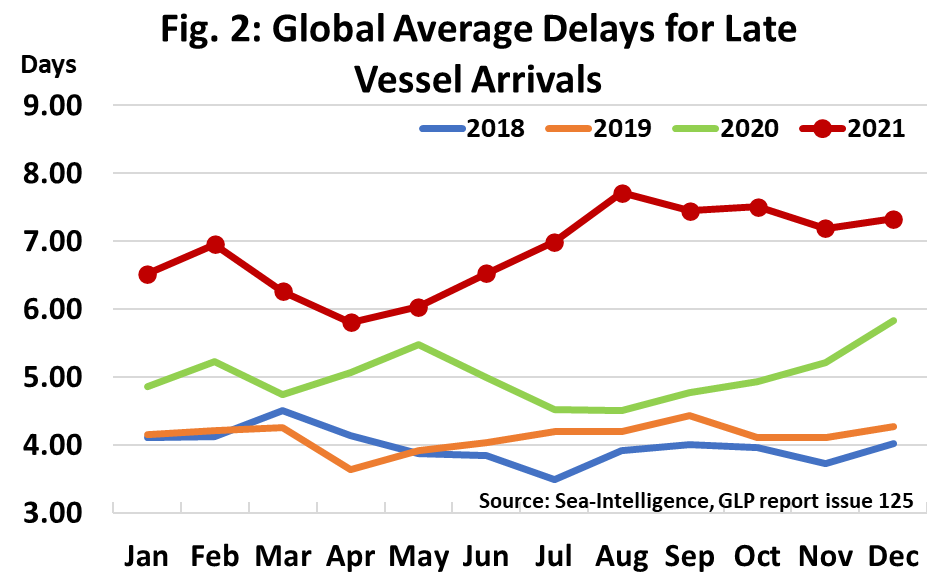 Fig. 2: Global Average Delays for Late
Vessel Arrivals
Days
9.00
2018 2019 2020 2021
8.00
7.00
6.00
5.00
4.00
3.00
Source: Sea-Intelligence, GLP report issue 125
Jan Feb Mar Apr May Jun Jul Aug Sep Oct Nov Dec